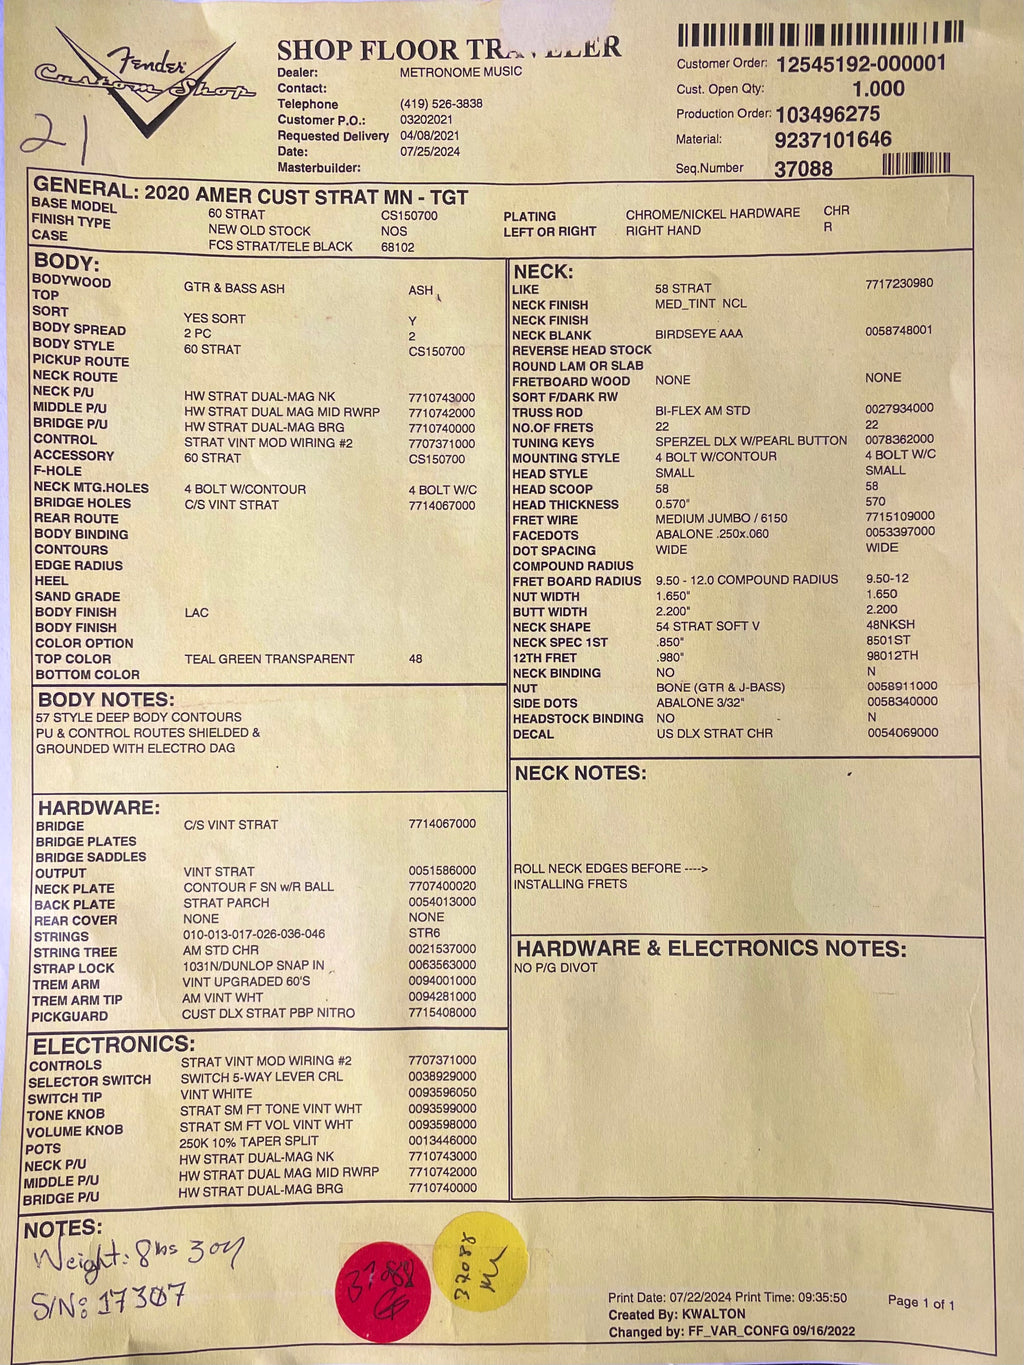 Fender
Custom Shop
21
SHOP FLOOR TRAVELER
Dealer: METRONOME MUSIC
Contact:
Telephone (419) 526-3838
Customer P.O.: 03202021
Requested Delivery 04/08/2021
Date: 07/25/2024
Masterbuilder:
Customer Order: 12545192-000001
Cust. Open Qty: 1.000
Production Order: 103496275
Material: 9237101646
Seq.Number 37088
GENERAL: 2020 AMER CUST STRAT MN - TGT
BASE MODEL 60 STRAT CS150700
FINISH TYPE NEW OLD STOCK NOS
CASE FCS STRAT/TELE BLACK 68102
PLATING CHROME/NICKEL HARDWARE CHR
LEFT OR RIGHT RIGHT HAND R
BODY:
BODYWOOD GTR & BASS ASH ASH
TOP
SORT YES SORT Y
BODY SPREAD 2 PC 2
BODY STYLE 60 STRAT CS150700
PICKUP ROUTE
NECK ROUTE
NECK P/U HW STRAT DUAL-MAG NK 7710743000
MIDDLE P/U HW STRAT DUAL MAG MID RWRP 7710742000
BRIDGE P/U HW STRAT DUAL-MAG BRG 7710740000
CONTROL STRAT VINT MOD WIRING #2 7707371000
ACCESSORY 60 STRAT CS150700
F-HOLE
NECK MTG.HOLES 4 BOLT W/CONTOUR 4 BOLT W/C
BRIDGE HOLES C/S VINT STRAT 7714067000
REAR ROUTE
BODY BINDING
CONTOURS
EDGE RADIUS
HEEL
SAND GRADE
BODY FINISH LAC
BODY FINISH
COLOR OPTION
TOP COLOR TEAL GREEN TRANSPARENT 48
BOTTOM COLOR
BODY NOTES:
57 STYLE DEEP BODY CONTOURS
PU & CONTROL ROUTES SHIELDED &
GROUNDED WITH ELECTRO DAG
HARDWARE:
BRIDGE C/S VINT STRAT 7714067000
BRIDGE PLATES
BRIDGE SADDLES
OUTPUT VINT STRAT 0051586000
NECK PLATE CONTOUR F SN w/R BALL 7707400020
BACK PLATE STRAT PARCH 0054013000
REAR COVER NONE NONE
STRINGS 010-013-017-026-036-046 STR6
STRING TREE AM STD CHR 0021537000
STRAP LOCK 1031N/DUNLOP SNAP IN 0063563000
TREM ARM VINT UPGRADED 60'S 0094001000
TREM ARM TIP AM VINT WHT 0094281000
PICKGUARD CUST DLX STRAT PBP NITRO 7715408000
ELECTRONICS:
CONTROLS STRAT VINT MOD WIRING #2 7707371000
SELECTOR SWITCH SWITCH 5-WAY LEVER CRL 0038929000
SWITCH TIP VINT WHITE 0093596050
TONE KNOB STRAT SM FT TONE VINT WHT 0093599000
VOLUME KNOB STRAT SM FT VOL VINT WHT 0093598000
POTS 250K 10% TAPER SPLIT 0013446000
NECK P/U HW STRAT DUAL-MAG NK 7710743000
MIDDLE P/U HW STRAT DUAL MAG MID RWRP 7710742000
BRIDGE P/U HW STRAT DUAL-MAG BRG 7710740000
NECK:
LIKE 58 STRAT 7717230980
NECK FINISH MED_TINT NCL
NECK FINISH
NECK BLANK BIRDSEYE AAA 0058748001
REVERSE HEAD STOCK
ROUND LAM OR SLAB
FRETBOARD WOOD NONE NONE
SORT F/DARK RW
TRUSS ROD BI-FLEX AM STD 0027934000
NO.OF FRETS 22 22
TUNING KEYS SPERZEL DLX W/PEARL BUTTON 0078362000
MOUNTING STYLE 4 BOLT W/CONTOUR 4 BOLT W/C
HEAD STYLE SMALL SMALL
HEAD SCOOP 58 58
HEAD THICKNESS 0.570" 570
FRET WIRE MEDIUM JUMBO / 6150 7715109000
FACEDOTS ABALONE .250x.060 0053397000
DOT SPACING WIDE WIDE
COMPOUND RADIUS
FRET BOARD RADIUS 9.50 - 12.0 COMPOUND RADIUS 9.50-12
NUT WIDTH 1.650" 1.650
BUTT WIDTH 2.200" 2.200
NECK SHAPE 54 STRAT SOFT V 48NKSH
NECK SPEC 1ST .850" 8501ST
12TH FRET .980" 98012TH
NECK BINDING NO N
NUT BONE (GTR & J-BASS) 0058911000
SIDE DOTS ABALONE 3/32" 0058340000
HEADSTOCK BINDING NO N
DECAL US DLX STRAT CHR 0054069000
NECK NOTES:
ROLL NECK EDGES BEFORE ---->
INSTALLING FRETS
HARDWARE & ELECTRONICS NOTES:
NO P/G DIVOT
NOTES:
Weight: 8 lbs 3 oz
S/N: 17307
37088
37088
Print Date: 07/22/2024 Print Time: 09:35:50
Created By: KWALTON
Changed by: FF_VAR_CONFG 09/16/2022
Page 1 of 1